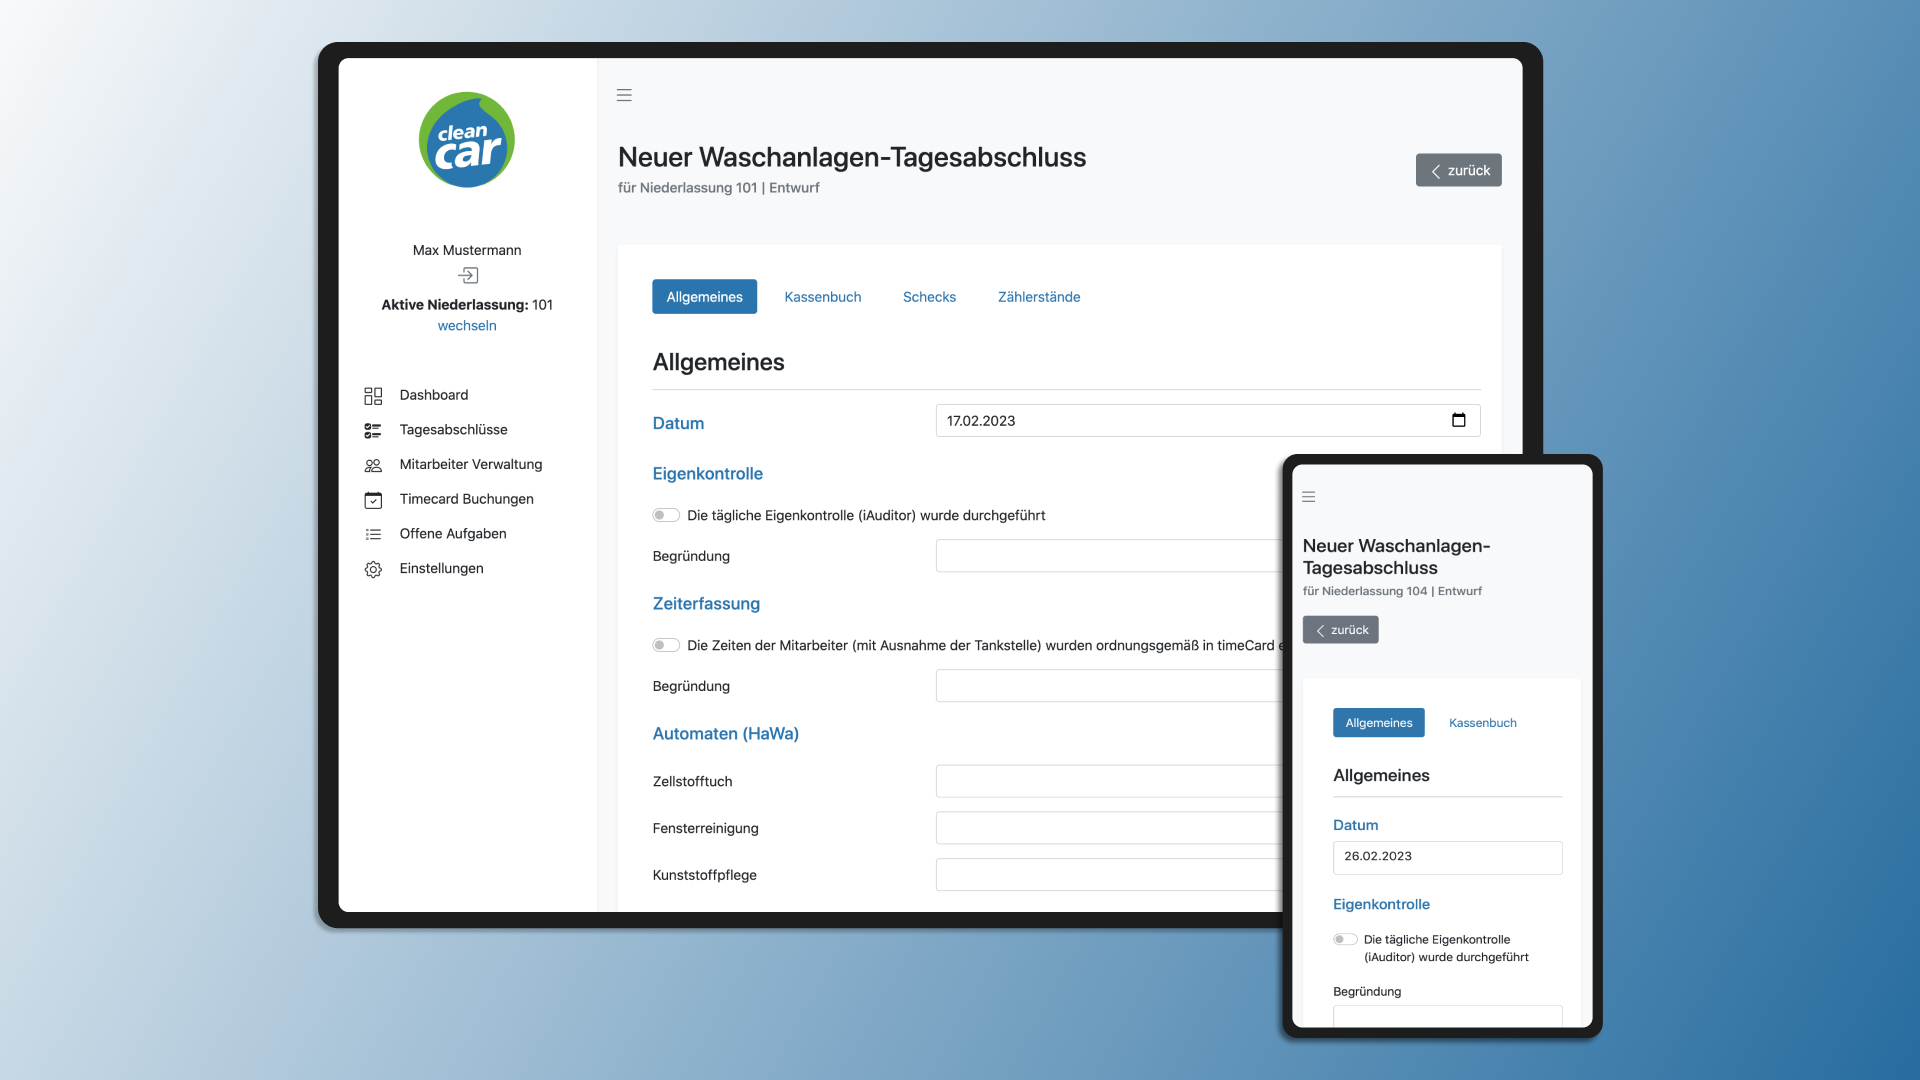 clean
car
Max Mustermann
Aktive Niederlassung: 101
wechseln
Dashboard
Tagesabschlüsse
Mitarbeiter Verwaltung
Timecard Buchungen
Offene Aufgaben
Einstellungen
Neuer Waschanlagen-Tagesabschluss
für Niederlassung 101 | Entwurf
zurück
Allgemeines Kassenbuch Schecks Zählerstände
Allgemeines
Datum 17.02.2023
Eigenkontrolle
Die tägliche Eigenkontrolle (iAuditor) wurde durchgeführt
Begründung
Zeiterfassung
Die Zeiten der Mitarbeiter (mit Ausnahme der Tankstelle) wurden ordnungsgemäß in timeCard
Begründung
Automaten (HaWa)
Zellstofftuch
Fensterreinigung
Kunststoffpflege
Neuer Waschanlagen-
Tagesabschluss
für Niederlassung 104 | Entwurf
zurück
Allgemeines Kassenbuch
Allgemeines
Datum
26.02.2023
Eigenkontrolle
Die tägliche Eigenkontrolle
(iAuditor) wurde durchgeführt
Begründung